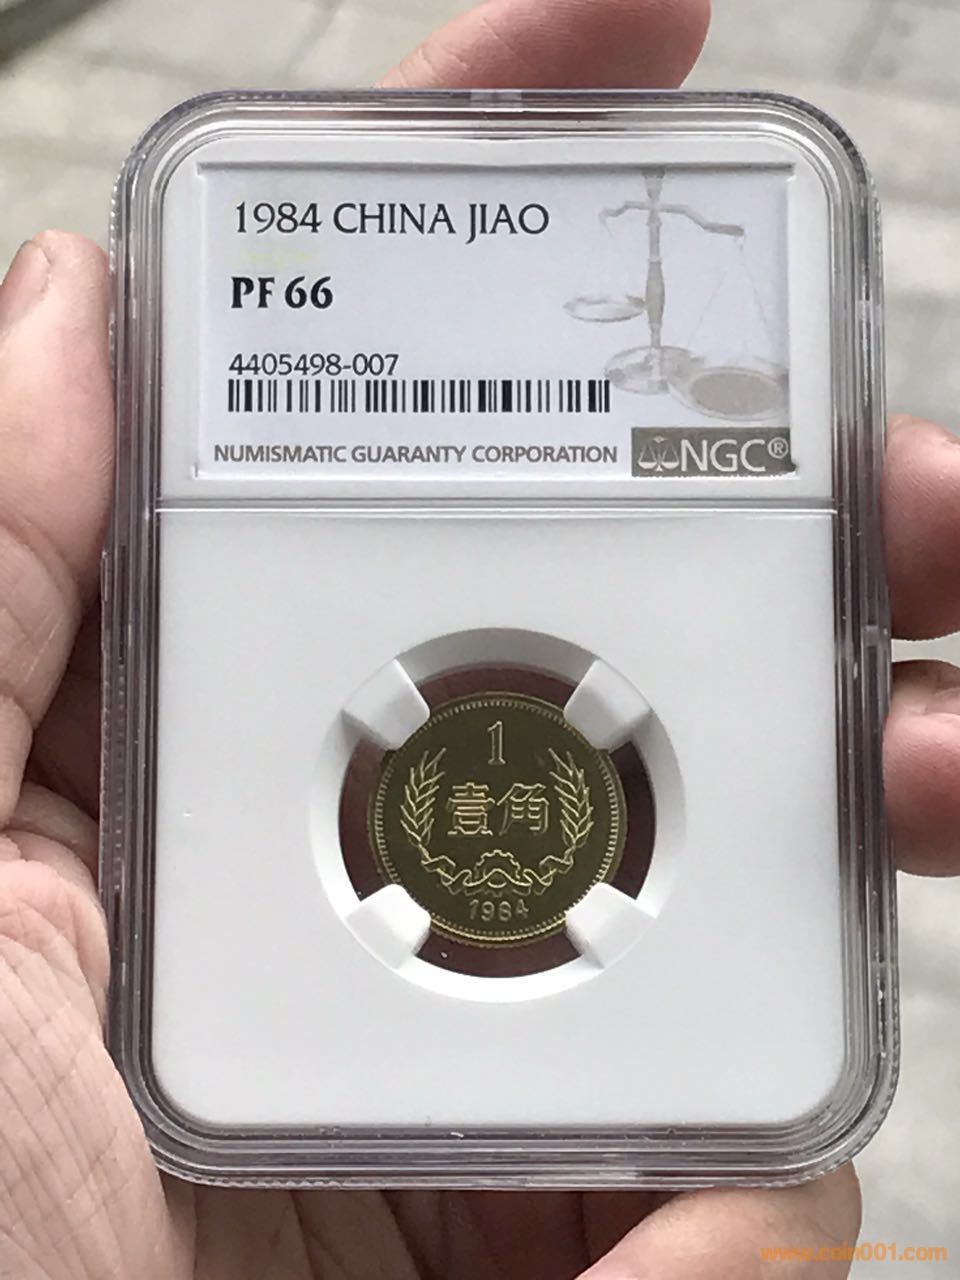 1984 CHINA JIAO
PF 66
4405498-007
NUMISMATIC GUARANTY CORPORATION NGC®
1
壹角
1984
www.coin001.com